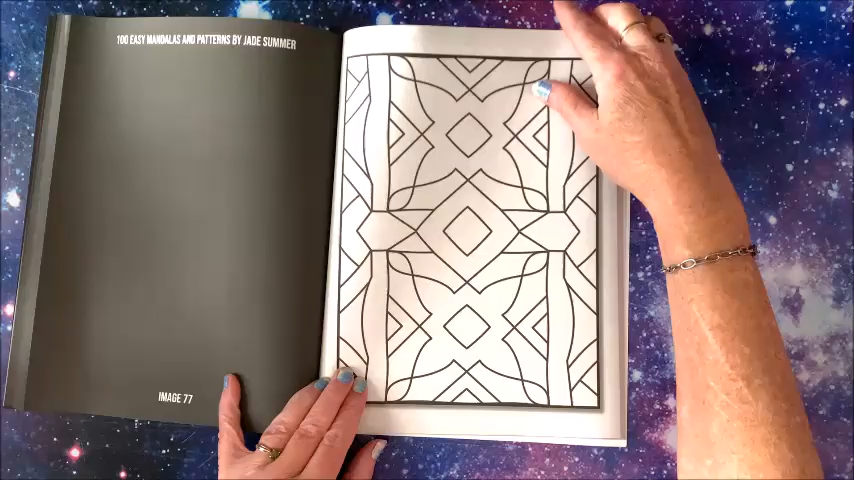 100 EASY MANDALAS AND PATTERNS BY JADE SUMMER
IMAGE 77